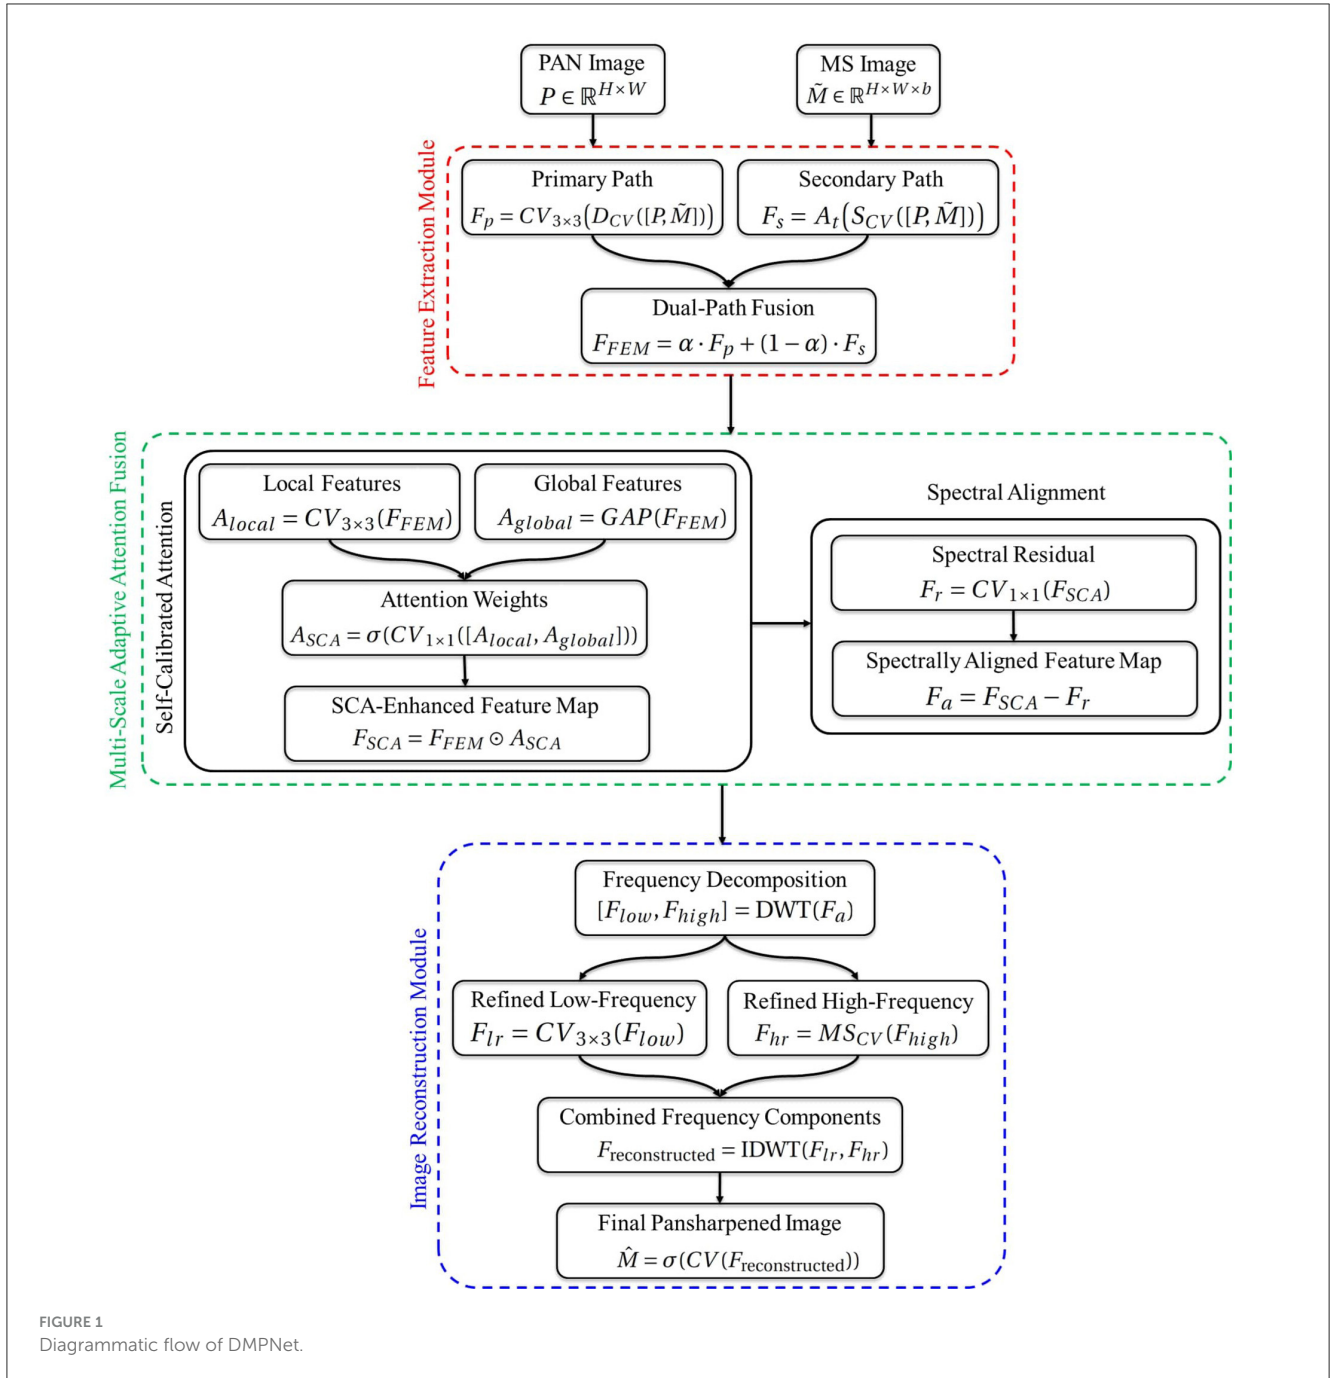 PAN Image
P ∈ ℝ^{H×W}
MS Image
M̃ ∈ ℝ^{H×W×b}
Feature Extraction Module
Primary Path
F_p = CV_{3×3}(D_{CV}([P, M̃]))
Secondary Path
F_s = A_t(S_{CV}([P, M̃]))
Dual-Path Fusion
F_{FEM} = α · F_p + (1 − α) · F_s
Multi-Scale Adaptive Attention Fusion
Self-Calibrated Attention
Local Features
A_{local} = CV_{3×3}(F_{FEM})
Global Features
A_{global} = GAP(F_{FEM})
Attention Weights
A_{SCA} = σ(CV_{1×1}([A_{local}, A_{global}]))
SCA-Enhanced Feature Map
F_{SCA} = F_{FEM} ⊙ A_{SCA}
Spectral Alignment
Spectral Residual
F_r = CV_{1×1}(F_{SCA})
Spectrally Aligned Feature Map
F_a = F_{SCA} − F_r
Image Reconstruction Module
Frequency Decomposition
[F_{low}, F_{high}] = DWT(F_a)
Refined Low-Frequency
F_{lr} = CV_{3×3}(F_{low})
Refined High-Frequency
F_{hr} = MS_{CV}(F_{high})
Combined Frequency Components
F_{reconstructed} = IDWT(F_{lr}, F_{hr})
Final Pansharpened Image
M̂ = σ(CV(F_{reconstructed}))
FIGURE 1
Diagrammatic flow of DMPNet.